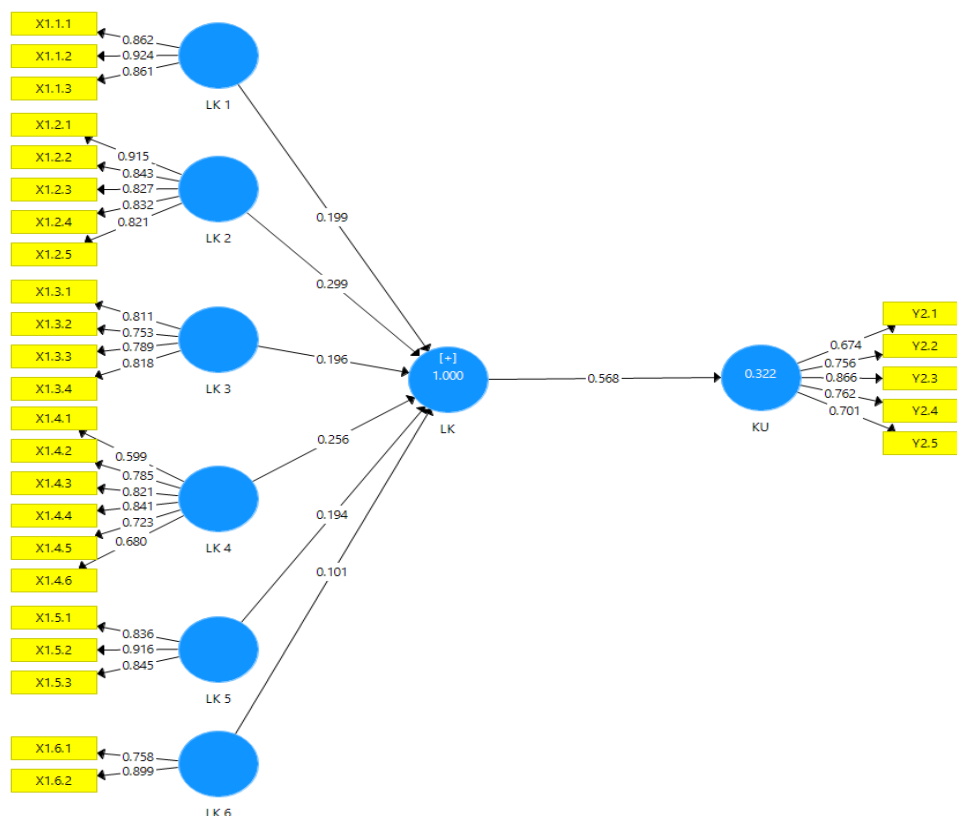 X1.1.1
0.862
X1.1.2
0.924
X1.1.3
0.861
LK 1
X1.2.1
0.915
X1.2.2
0.843
X1.2.3
0.827
X1.2.4
0.832
X1.2.5
0.821
LK 2
X1.3.1
0.811
X1.3.2
0.753
X1.3.3
0.789
X1.3.4
0.818
LK 3
X1.4.1
0.599
X1.4.2
0.785
X1.4.3
0.821
X1.4.4
0.841
X1.4.5
0.723
X1.4.6
0.680
LK 4
X1.5.1
0.836
X1.5.2
0.916
X1.5.3
0.845
LK 5
X1.6.1
0.758
X1.6.2
0.899
LK 6
0.199
0.299
0.196
0.256
0.194
0.101
[+]
1.000
LK
0.568
0.322
KU
0.674
Y2.1
0.756
Y2.2
0.866
Y2.3
0.762
Y2.4
0.701
Y2.5